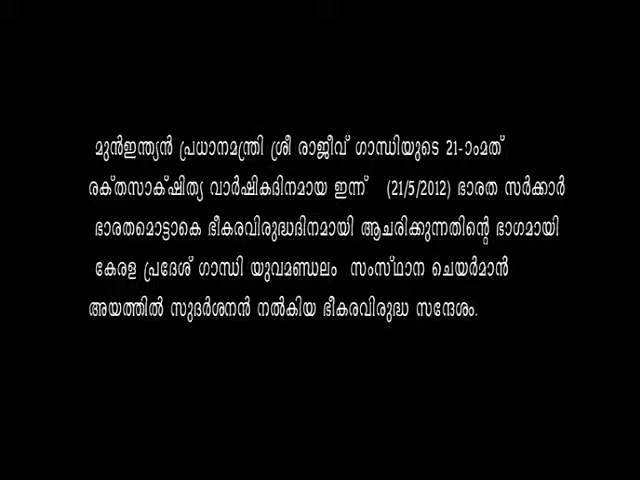 മുൻഇന്ത്യൻ പ്രധാനമന്ത്രി ശ്രീ രാജീവ് ഗാന്ധിയുടെ 21-ാംമത്
രക്തസാക്ഷിത്യ വാർഷികദിനമായ ഇന്ന് (21/5/2012) ഭാരത സർക്കാർ
ഭാരതമൊട്ടാകെ ഭീകരവിരുദ്ധദിനമായി ആചരിക്കുന്നതിന്റെ ഭാഗമായി
കേരള പ്രദേശ് ഗാന്ധി യുവമണ്ഡലം സംസ്ഥാന ചെയർമാൻ
അയത്തിൽ സുദർശനൻ നൽകിയ ഭീകരവിരുദ്ധ സന്ദേശം.